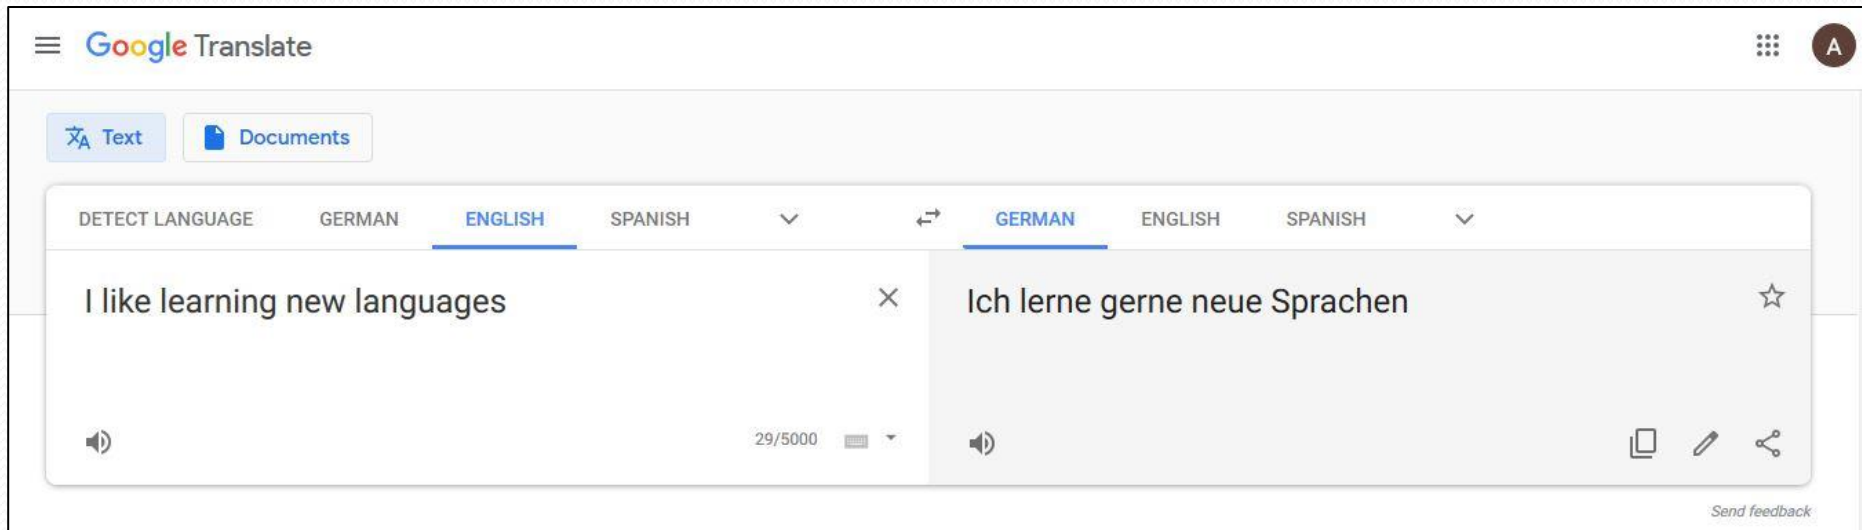 Google Translate
A
Text Documents
DETECT LANGUAGE GERMAN ENGLISH SPANISH GERMAN ENGLISH SPANISH
I like learning new languages Ich lerne gerne neue Sprachen
29/5000
Send feedback